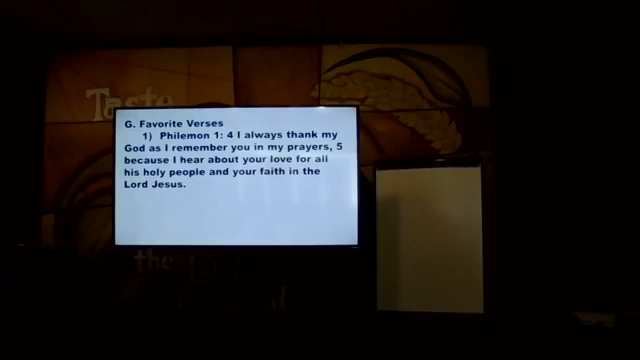 Taste
G. Favorite Verses
1) Philemon 1: 4 I always thank my
God as I remember you in my prayers, 5
because I hear about your love for all
his holy people and your faith in the
Lord Jesus.
the